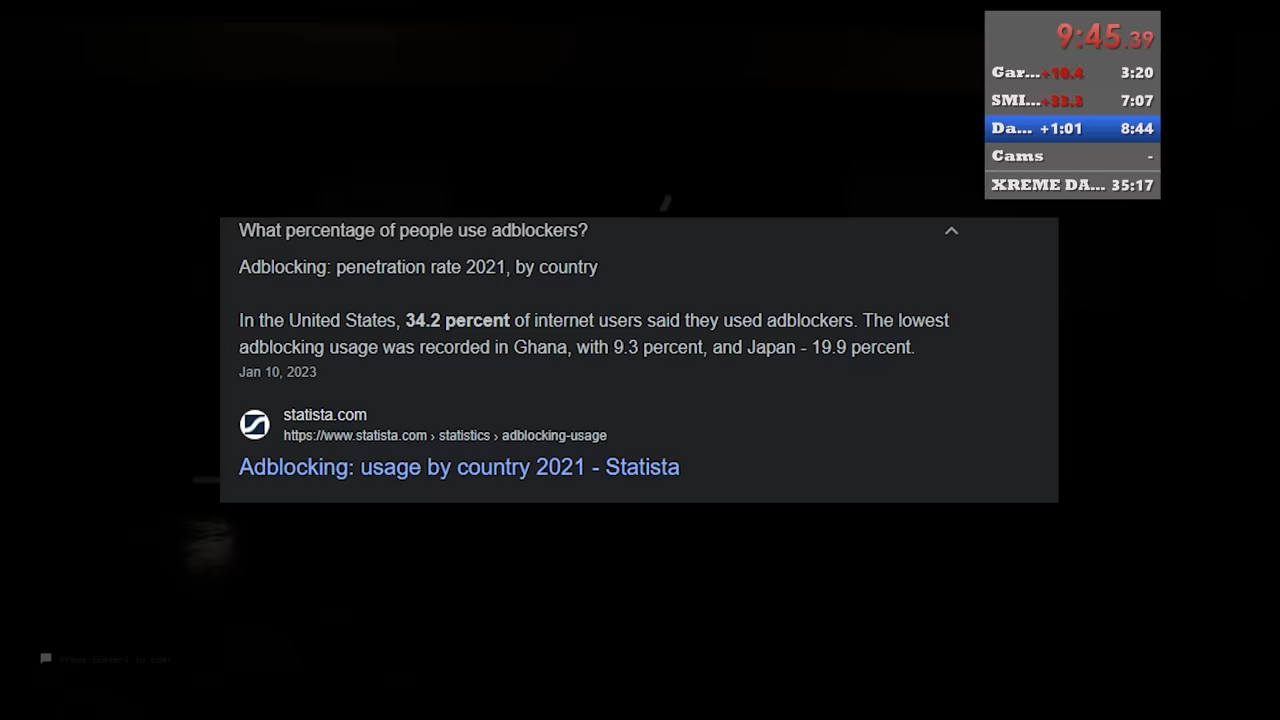 9:45.39
Gar...+19.4 3:20
SMI...+33.3 7:07
Da... +1:01 8:44
Cams -
XREME DA... 35:17
What percentage of people use adblockers?
Adblocking: penetration rate 2021, by country
In the United States, 34.2 percent of internet users said they used adblockers. The lowest
adblocking usage was recorded in Ghana, with 9.3 percent, and Japan - 19.9 percent.
Jan 10, 2023
statista.com
https://www.statista.com › statistics › adblocking-usage
Adblocking: usage by country 2021 - Statista